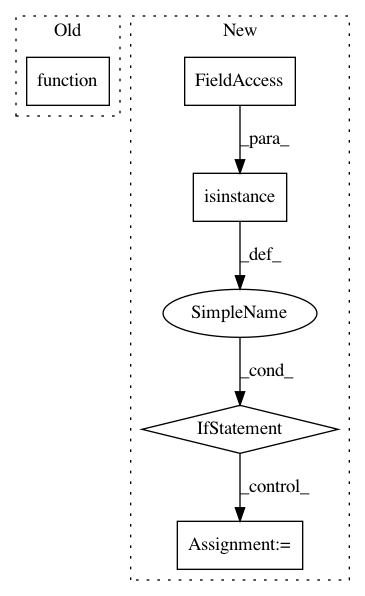 Old
New
function
FieldAccess
_para_
isinstance
_def_
SimpleName
_cond_
IfStatement
_control_
Assignment:=